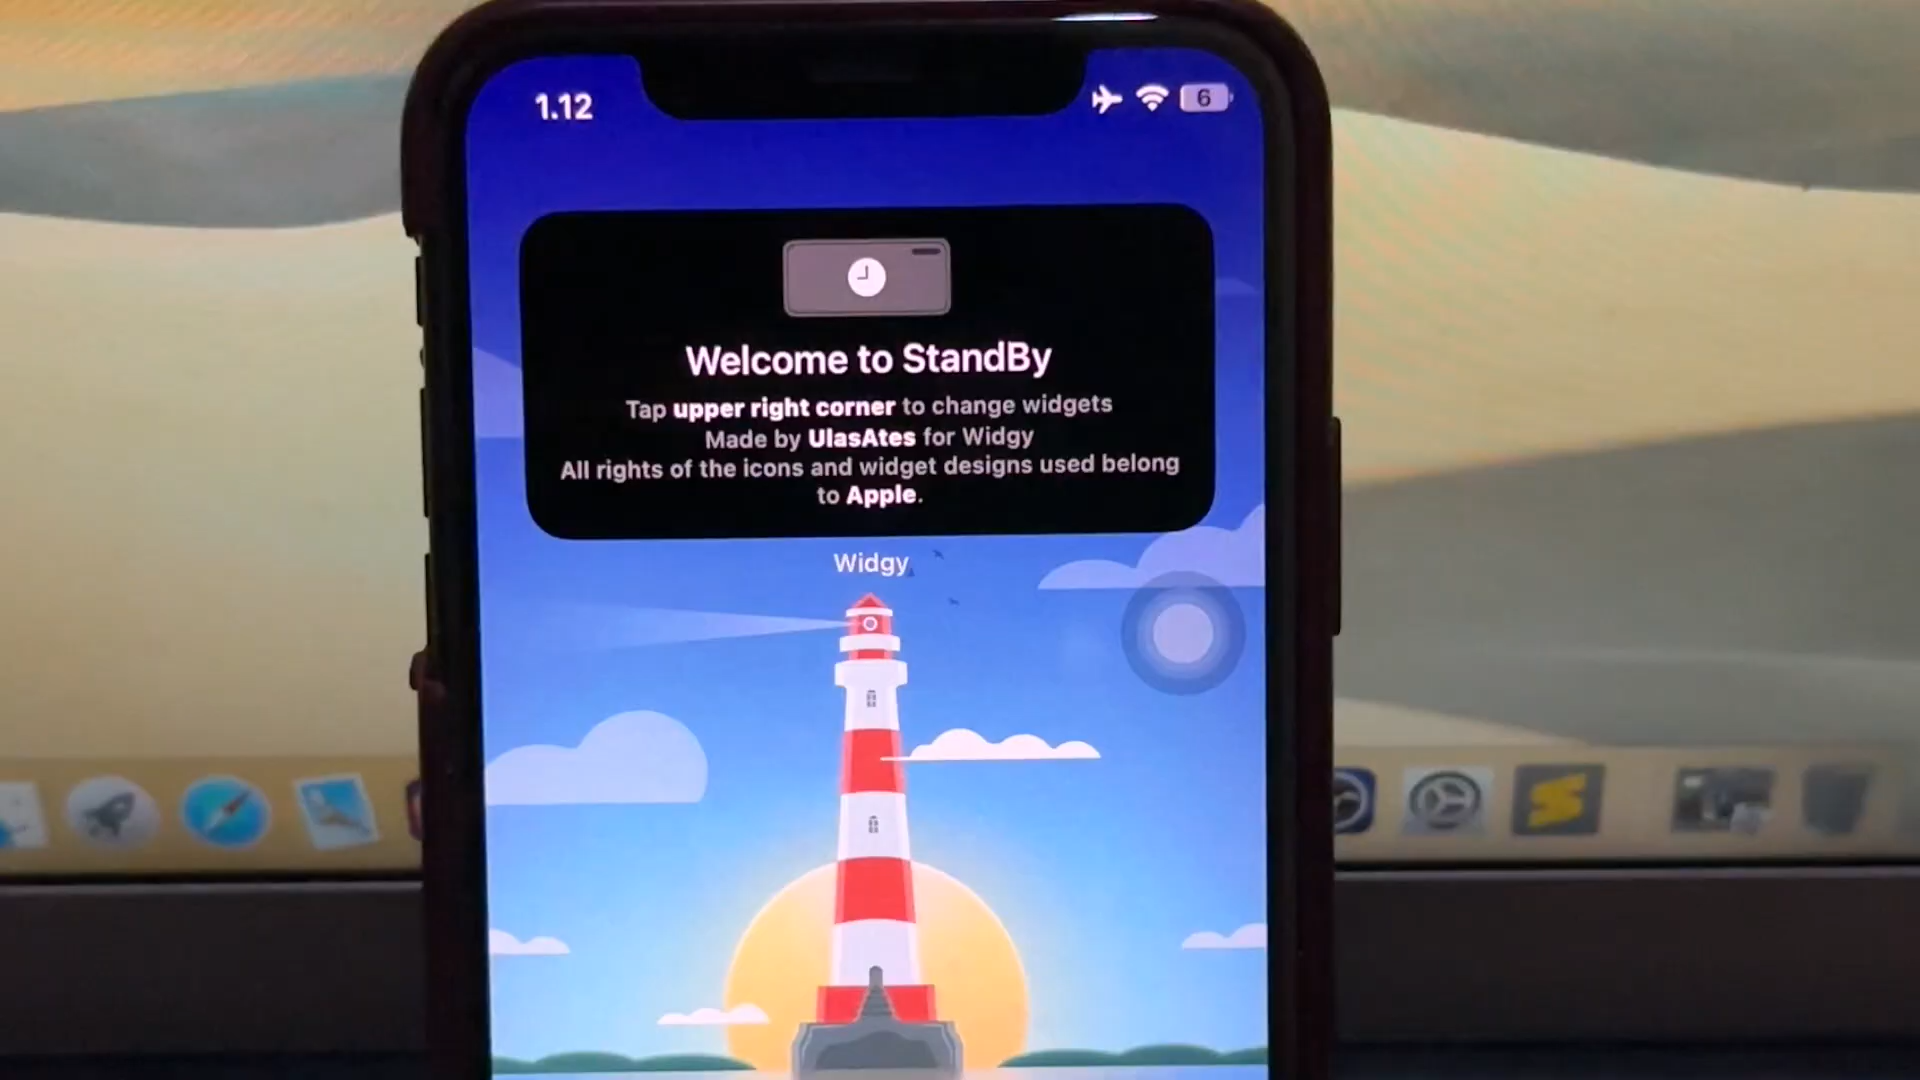 1.12
6
Welcome to StandBy
Tap upper right corner to change widgets
Made by UlasAtes for Widgy
All rights of the icons and widget designs used belong
to Apple.
Widgy